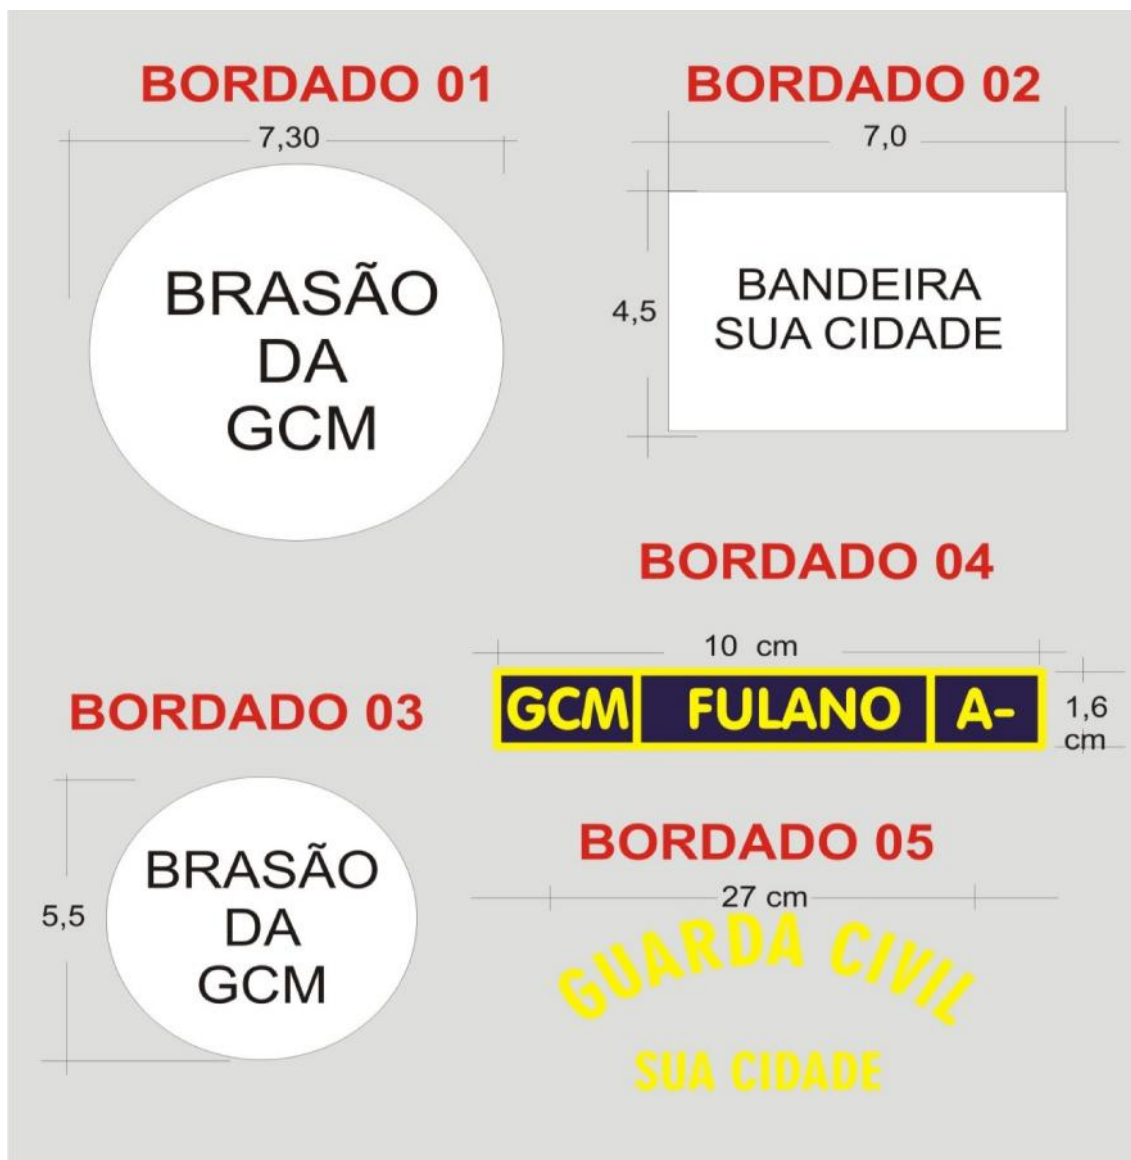 BORDADO 01
7,30
BRASÃO
DA
GCM
BORDADO 02
7,0
4,5
BANDEIRA
SUA CIDADE
BORDADO 03
5,5
BRASÃO
DA
GCM
BORDADO 04
10 cm
GCM FULANO A-
1,6
cm
BORDADO 05
27 cm
GUARDA CIVIL
SUA CIDADE